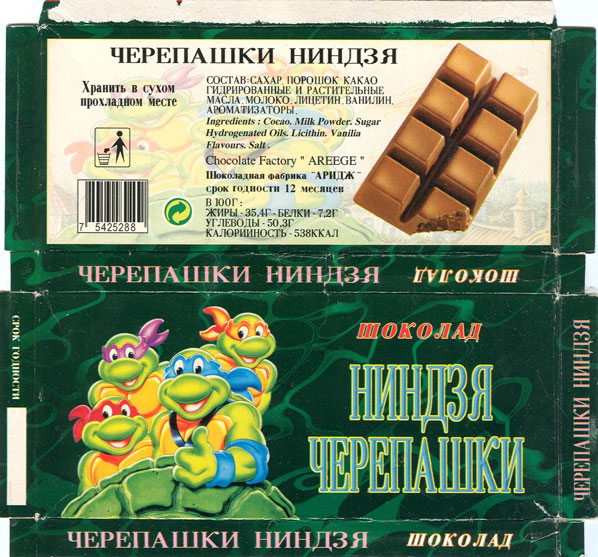 ЧЕРЕПАШКИ НИНДЗЯ
Хранить в сухом
прохладном месте
СОСТАВ:САХАР, ПОРОШОК КАКАО
ГИДРИРОВАННЫЕ И РАСТИТЕЛЬНЫЕ
МАСЛА, МОЛОКО, ЛИЦЕТИН, ВАНИЛИН,
АРОМАТИЗАТОРЫ.
Ingredients : Cocao, Milk Powder, Sugar
Hydrogenated Oils. Licithin. Vanilia
Flavours. Salt .
Chocolate Factory " AREEGE "
Шоколадная фабрика "АРИДЖ"
срок годности 12 месяцев
В 100Г:
ЖИРЫ - 35,4Г - БЕЛКИ - 7,2Г
УГЛЕВОДЫ - 50,3Г
КАЛОРИИНОСТЬ - 538ККАЛ
7 5425288
ЧЕРЕПАШКИ НИНДЗЯ
ШОКОЛАД
СРОК ГОДНОСТИ
ШОКОЛАД
НИНДЗЯ
ЧЕРЕПАШКИ
ЧЕРЕПАШКИ НИНДЗЯ
ЧЕРЕПАШКИ НИНДЗЯ
ШОКОЛАД